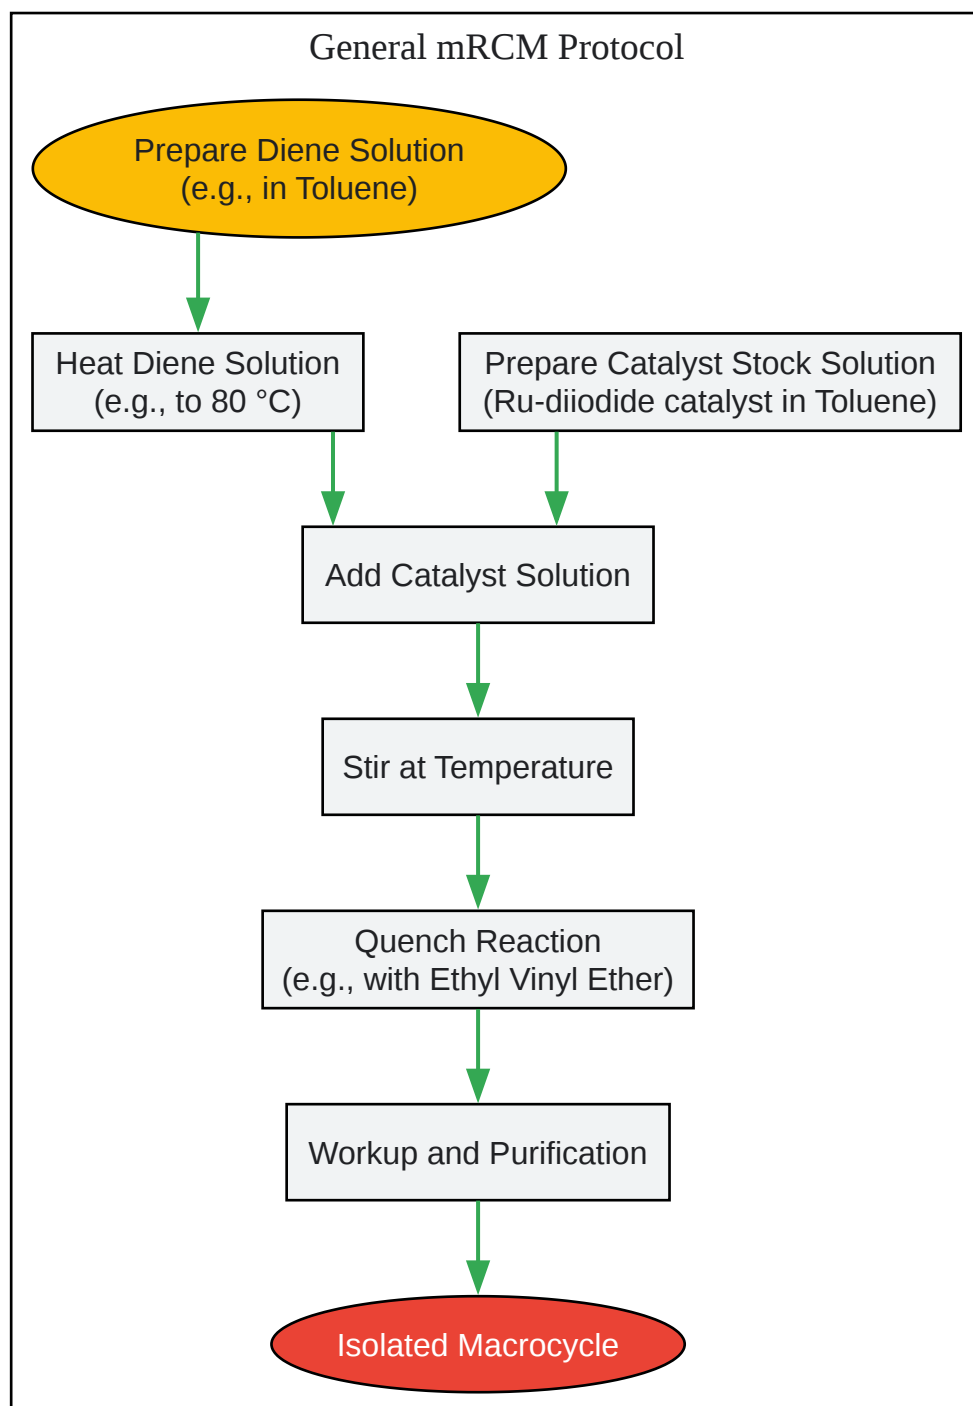 General mRCM Protocol
Prepare Diene Solution
(e.g., in Toluene)
Heat Diene Solution
(e.g., to 80 °C)
Prepare Catalyst Stock Solution
(Ru-diiodide catalyst in Toluene)
Add Catalyst Solution
Stir at Temperature
Quench Reaction
(e.g., with Ethyl Vinyl Ether)
Workup and Purification
Isolated Macrocycle